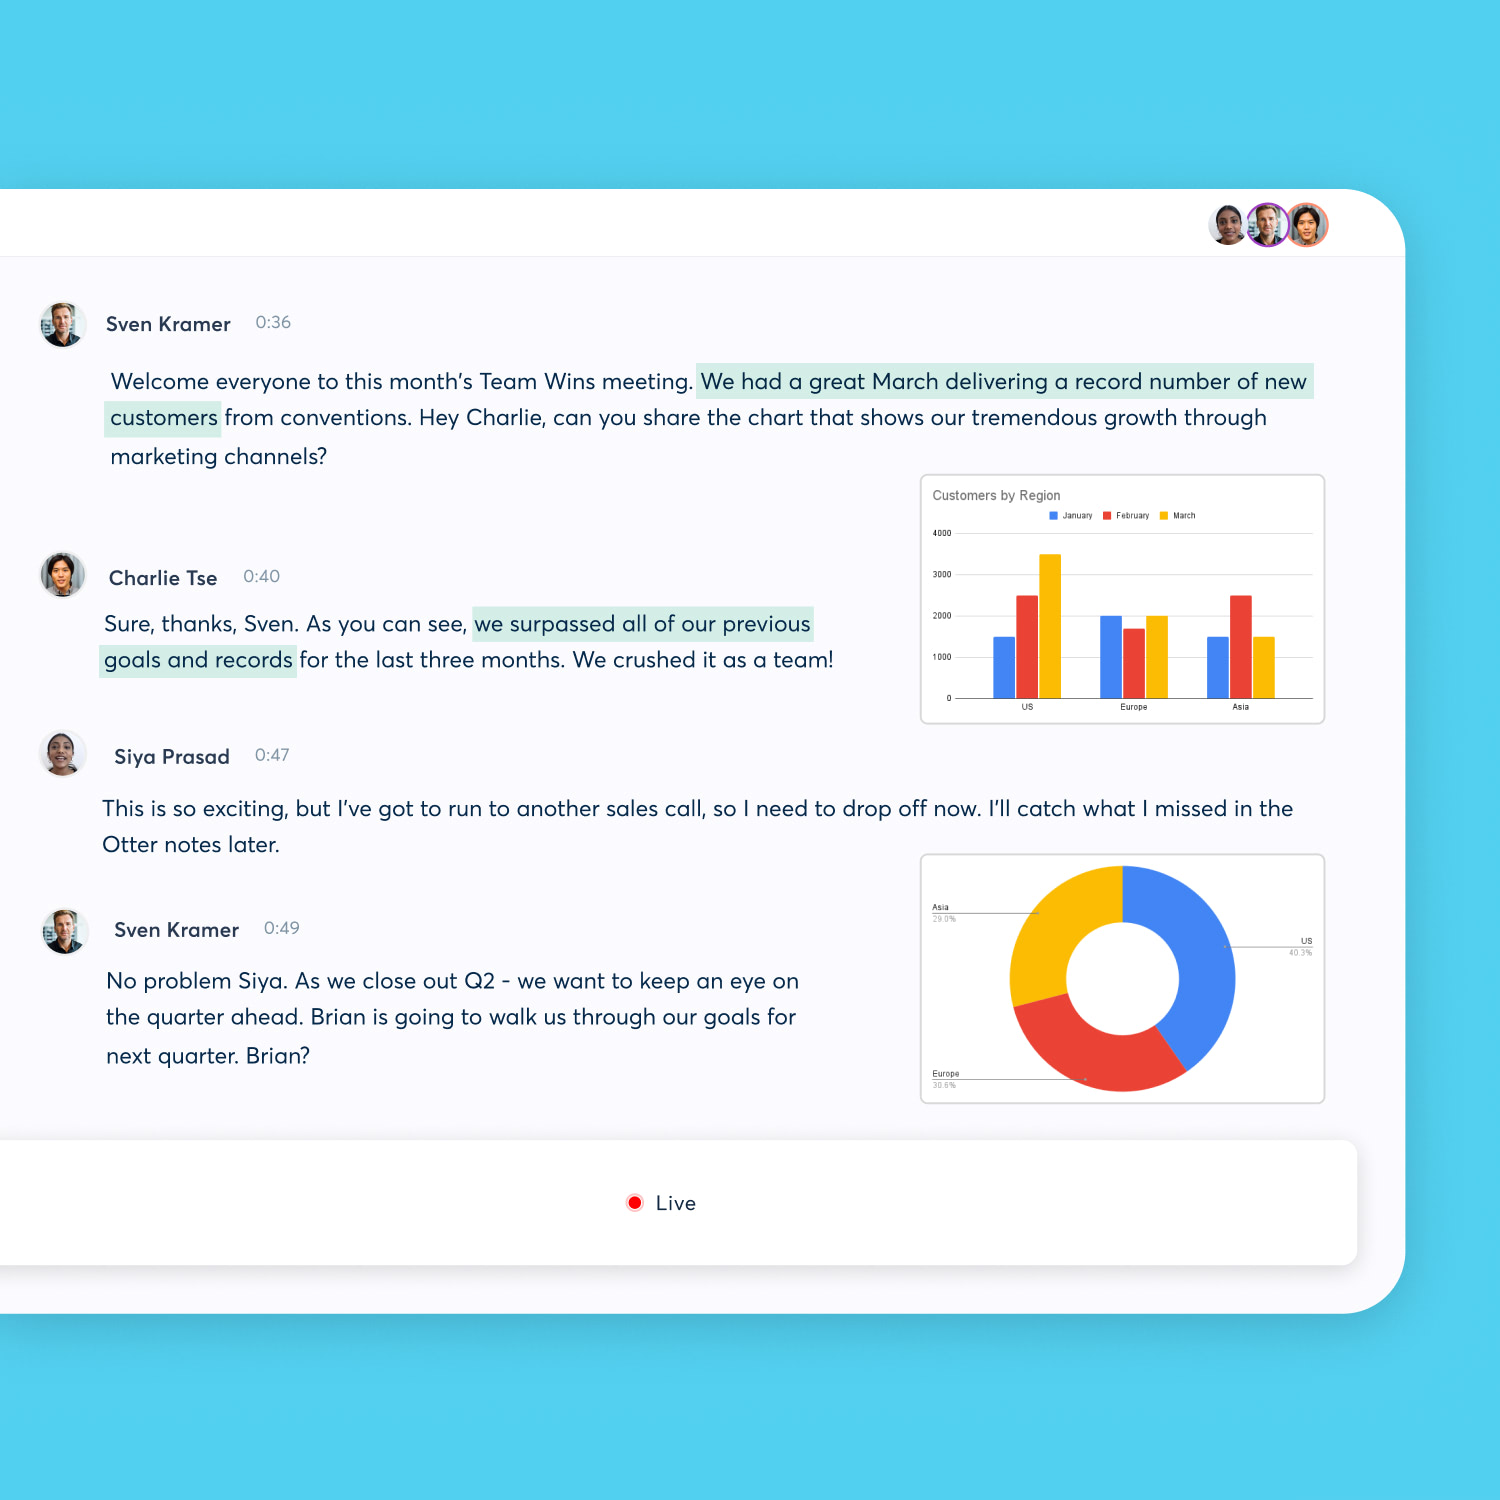 Sven Kramer 0:36
Welcome everyone to this month's Team Wins meeting. We had a great March delivering a record number of new
customers from conventions. Hey Charlie, can you share the chart that shows our tremendous growth through
marketing channels?
Customers by Region
January February March
4000
3000
2000
1000
0
US Europe Asia
Charlie Tse 0:40
Sure, thanks, Sven. As you can see, we surpassed all of our previous
goals and records for the last three months. We crushed it as a team!
Siya Prasad 0:47
This is so exciting, but I've got to run to another sales call, so I need to drop off now. I'll catch what I missed in the
Otter notes later.
Sven Kramer 0:49
No problem Siya. As we close out Q2 - we want to keep an eye on
the quarter ahead. Brian is going to walk us through our goals for
next quarter. Brian?
Asia
29.0%
US
40.3%
Europe
30.6%
Live